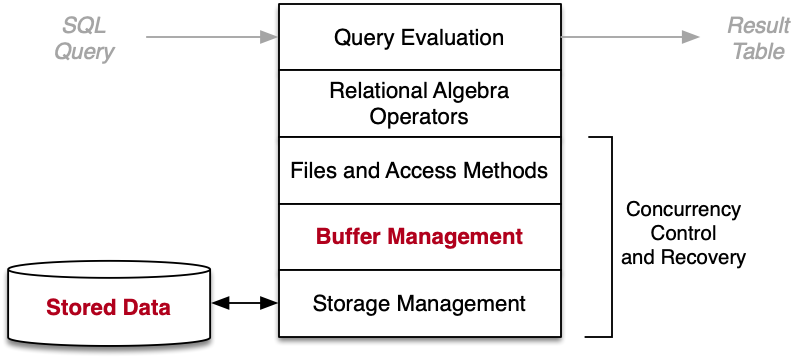 SQL
Query
Query Evaluation
Result
Table
Relational Algebra
Operators
Files and Access Methods
Buffer Management
Storage Management
Stored Data
Concurrency
Control
and Recovery